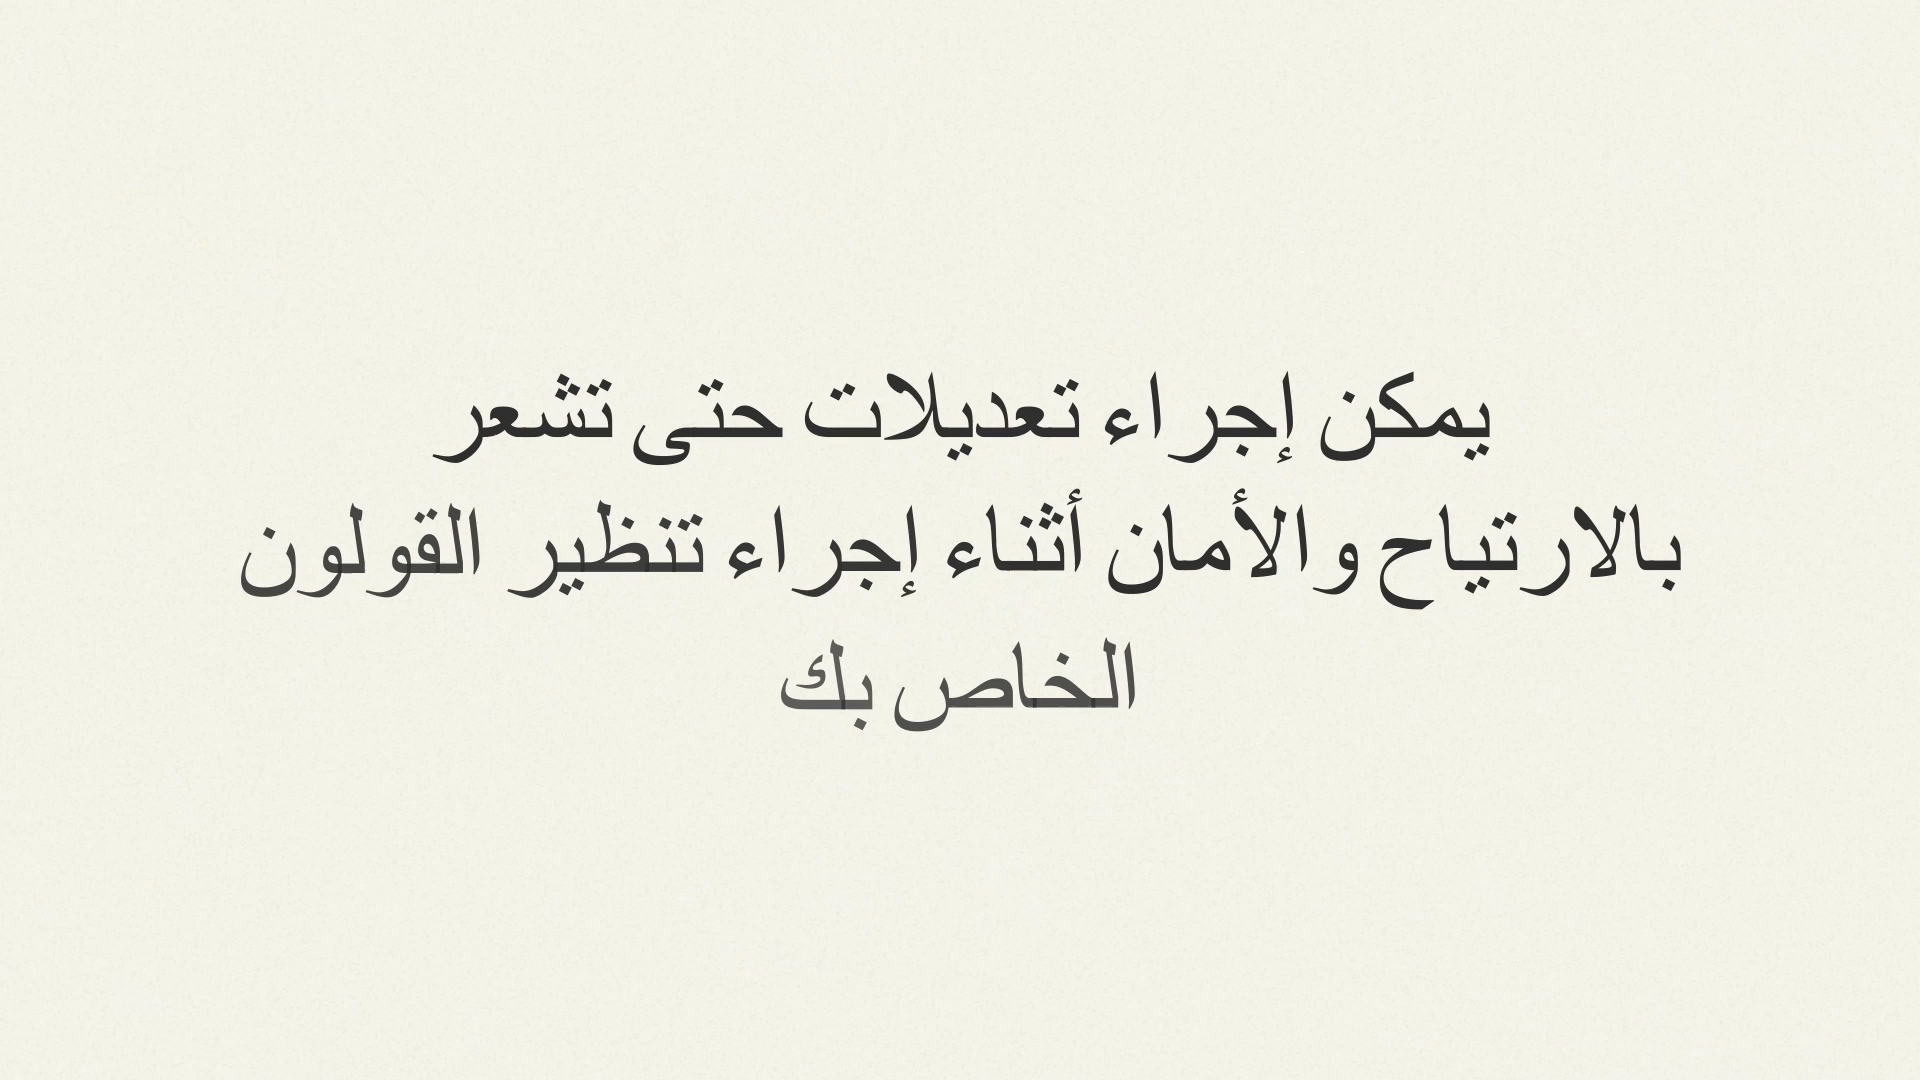 يمكن إجراء تعديلات حتى تشعر
بالارتياح والأمان أثناء إجراء تنظير القولون
الخاص بك